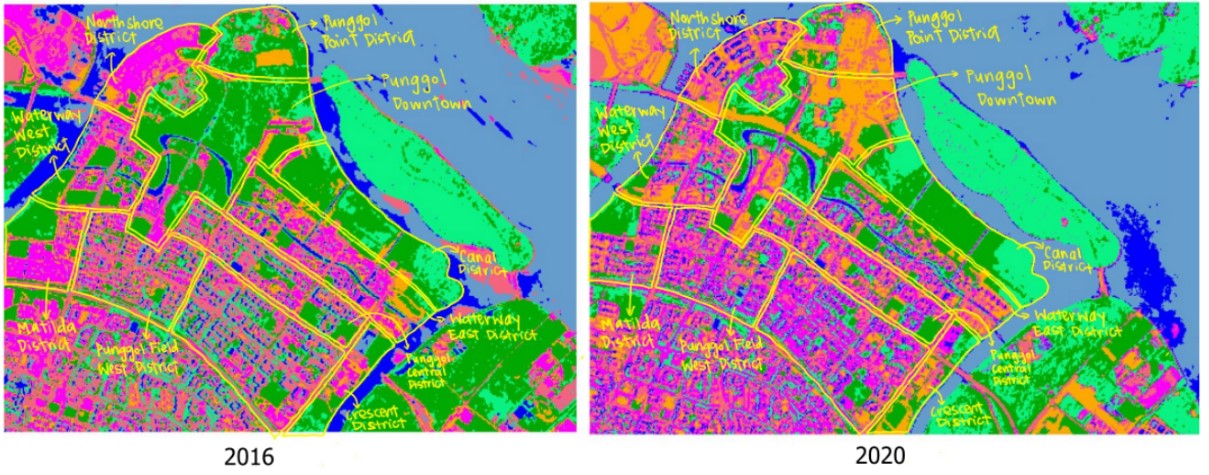 Northshore
District
Punggol
Point District
Punggol
Downtown
Waterway
West
District
Canal
District
Waterway
East District
Matilda
District
Punggol Field
West District
Punggol
Central
District
Crescent
District
2016
Northshore
District
Punggol
Point District
Punggol
Downtown
Waterway
West
District
Canal
District
Waterway
East District
Matilda
District
Punggol Field
West District
Punggol
Central
District
Crescent
District
2020